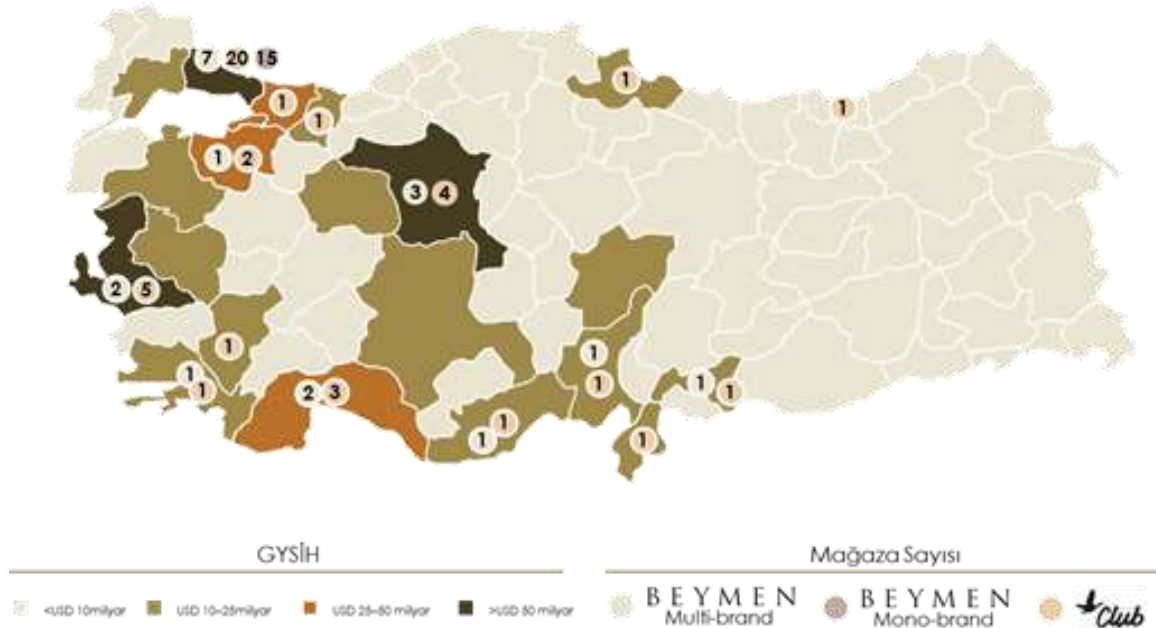 7 20 15
1
1
1
1
1 2
3 4
2 5
1
1
1
1
1
2 3
1
1
1
1
1
1
1
GYSİH
Mağaza Sayısı
<USD 10milyar
USD 10-25milyar
USD 25-50 milyar
>USD 50 milyar
BEYMEN
Multi-brand
BEYMEN
Mono-brand
Club